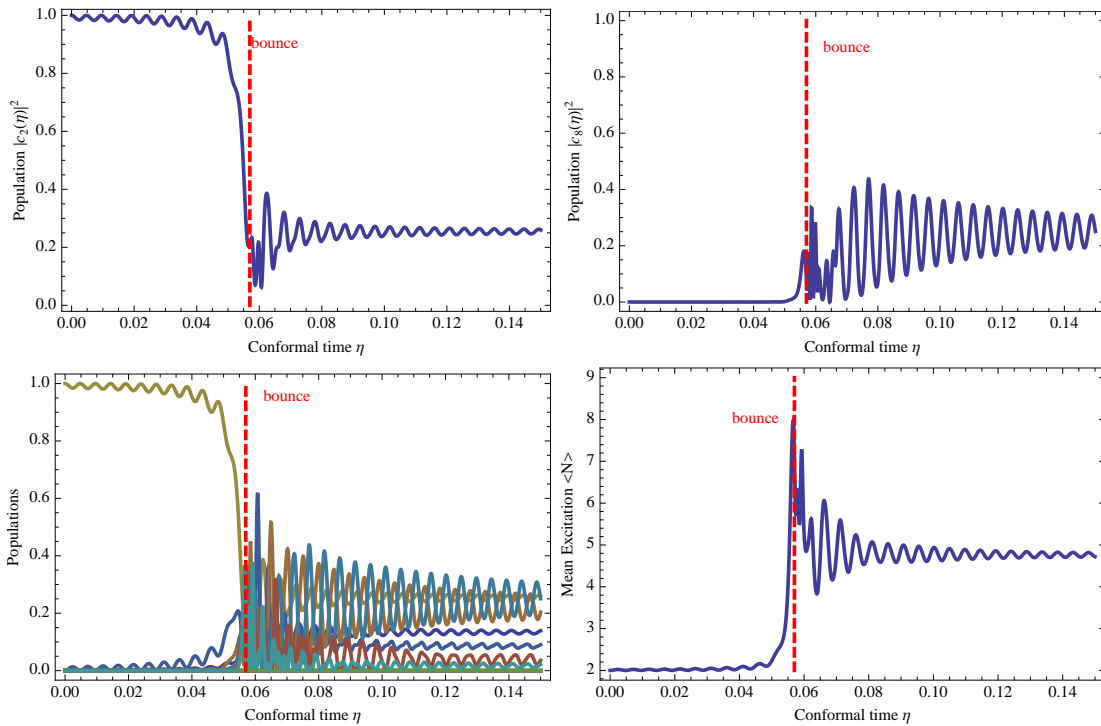 Population |c₂(η)|²
1.0
0.8
0.6
0.4
0.2
0.0
bounce
0.00 0.02 0.04 0.06 0.08 0.10 0.12 0.14
Conformal time η
Population |c₈(η)|²
1.0
0.8
0.6
0.4
0.2
0.0
bounce
0.00 0.02 0.04 0.06 0.08 0.10 0.12 0.14
Conformal time η
Populations
1.0
0.8
0.6
0.4
0.2
0.0
bounce
0.00 0.02 0.04 0.06 0.08 0.10 0.12 0.14
Conformal time η
Mean Excitation <N>
9
8
7
6
5
4
3
2
bounce
0.00 0.02 0.04 0.06 0.08 0.10 0.12 0.14
Conformal time η